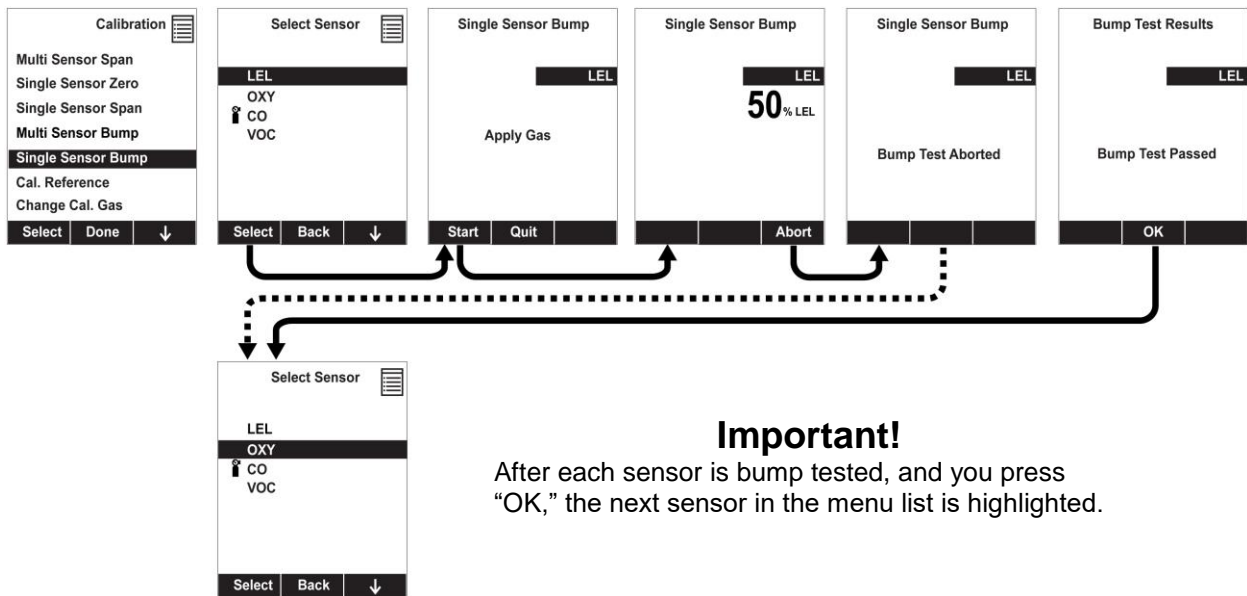 Calibration
Multi Sensor Span
Single Sensor Zero
Single Sensor Span
Multi Sensor Bump
Single Sensor Bump
Cal. Reference
Change Cal. Gas
Select Done ↓
Select Sensor
LEL
OXY
CO
VOC
Select Back ↓
Single Sensor Bump
LEL
Apply Gas
Start Quit
Single Sensor Bump
LEL
50% LEL
Abort
Single Sensor Bump
LEL
Bump Test Aborted
Bump Test Results
LEL
Bump Test Passed
OK
Select Sensor
LEL
OXY
CO
VOC
Select Back ↓
Important!
After each sensor is bump tested, and you press
“OK,” the next sensor in the menu list is highlighted.